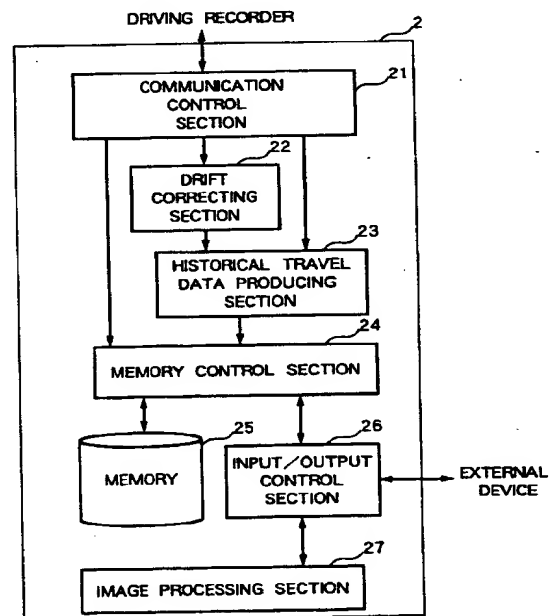 DRIVING RECORDER
2
21
COMMUNICATION
CONTROL
SECTION
22
DRIFT
CORRECTING
SECTION
23
HISTORICAL TRAVEL
DATA PRODUCING
SECTION
24
MEMORY CONTROL SECTION
25
MEMORY
26
INPUT/OUTPUT
CONTROL
SECTION
EXTERNAL
DEVICE
27
IMAGE PROCESSING SECTION